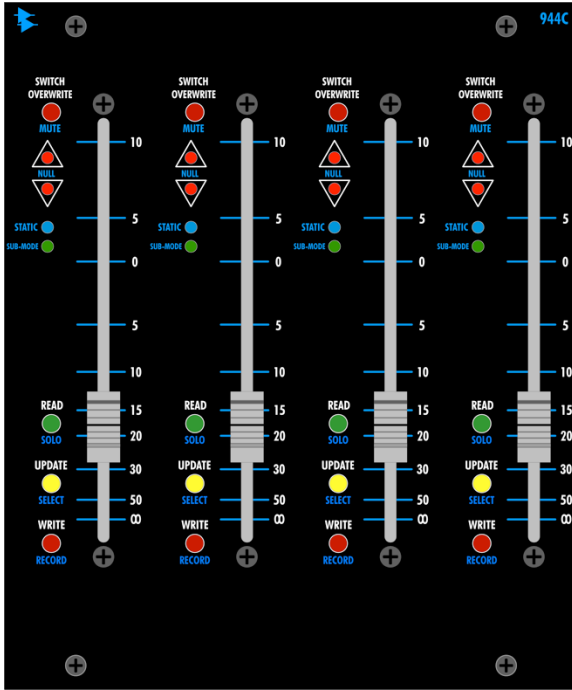 944C
SWITCH SWITCH SWITCH SWITCH
OVERWRITE OVERWRITE OVERWRITE OVERWRITE
MUTE MUTE MUTE MUTE
10 10 10 10
NULL NULL NULL NULL
5 5 5 5
STATIC STATIC STATIC STATIC
SUB-MODE SUB-MODE SUB-MODE SUB-MODE
0 0 0 0
5 5 5 5
10 10 10 10
READ 15 READ 15 READ 15 READ 15
SOLO 20 SOLO 20 SOLO 20 SOLO 20
UPDATE 30 UPDATE 30 UPDATE 30 UPDATE 30
SELECT 50 SELECT 50 SELECT 50 SELECT 50
WRITE ∞ WRITE ∞ WRITE ∞ WRITE ∞
RECORD RECORD RECORD RECORD